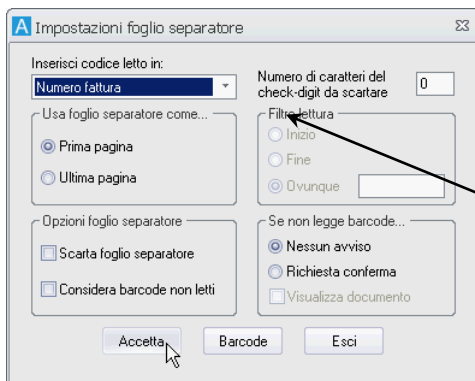 A Impostazioni foglio separatore
Inserisci codice letto in:
Numero fattura
Numero di caratteri del
check-digit da scartare
0
Usa foglio separatore come...
Prima pagina
Ultima pagina
Filtro lettura
Inizio
Fine
Ovunque
Opzioni foglio separatore
Scarta foglio separatore
Considera barcode non letti
Se non legge barcode...
Nessun avviso
Richiesta conferma
Visualizza documento
Accetta
Barcode
Esci